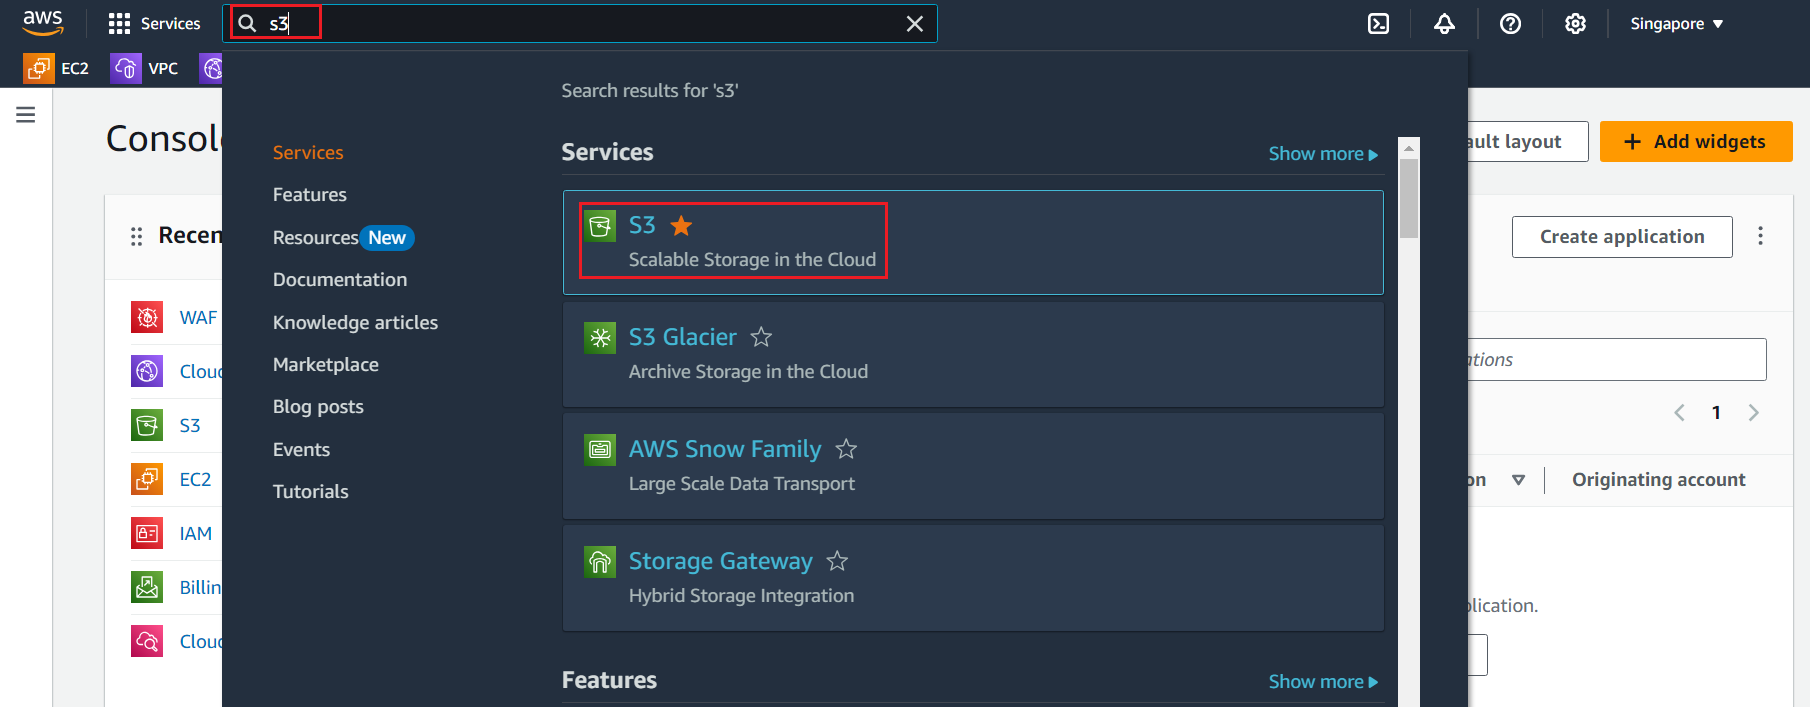 aws
Services
s3
Singapore
EC2
VPC
Search results for 's3'
Services
Features
Resources New
Documentation
Knowledge articles
Marketplace
Blog posts
Events
Tutorials
Services
Show more
S3
Scalable Storage in the Cloud
S3 Glacier
Archive Storage in the Cloud
AWS Snow Family
Large Scale Data Transport
Storage Gateway
Hybrid Storage Integration
Features
Show more
Consol
Recen
WAF
Cloud
S3
EC2
IAM
Billin
Cloud
ault layout
+ Add widgets
Create application
ations
1
on
Originating account
plication.